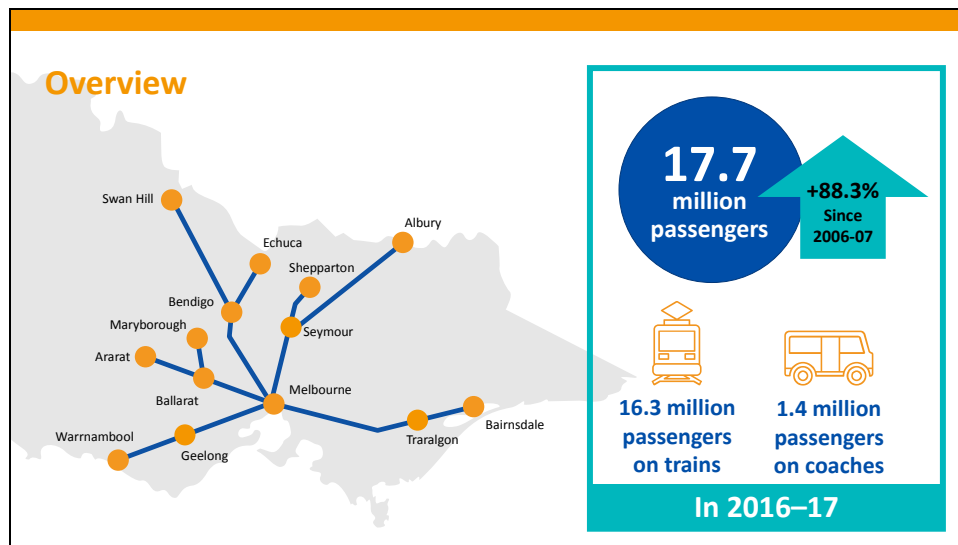 Overview
Swan Hill
Echuca
Albury
Shepparton
Bendigo
Maryborough
Seymour
Ararat
Melbourne
Ballarat
Warrnambool
Geelong
Traralgon
Bairnsdale
17.7
million
passengers
+88.3%
Since
2006-07
16.3 million
passengers
on trains
1.4 million
passengers
on coaches
In 2016–17